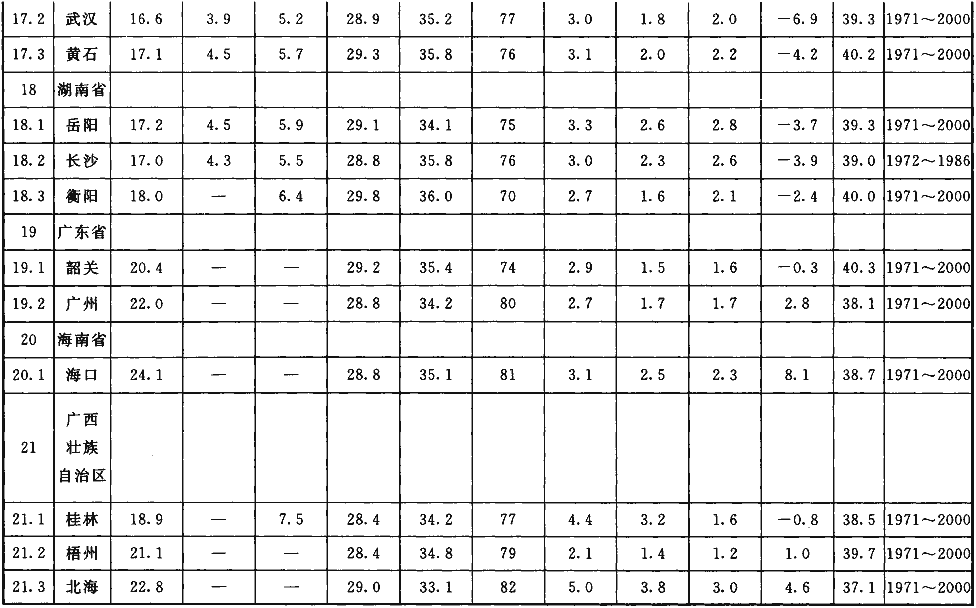 17.2 武汉 16.6 3.9 5.2 28.9 35.2 77 3.0 1.8 2.0 −6.9 39.3 1971～2000
17.3 黄石 17.1 4.5 5.7 29.3 35.8 76 3.1 2.0 2.2 −4.2 40.2 1971～2000
18 湖南省
18.1 岳阳 17.2 4.5 5.9 29.1 34.1 75 3.3 2.6 2.8 −3.7 39.3 1971～2000
18.2 长沙 17.0 4.3 5.5 28.8 35.8 76 3.0 2.3 2.6 −3.9 39.0 1972～1986
18.3 衡阳 18.0 — 6.4 29.8 36.0 70 2.7 1.6 2.1 −2.4 40.0 1971～2000
19 广东省
19.1 韶关 20.4 — — 29.2 35.4 74 2.9 1.5 1.6 −0.3 40.3 1971～2000
19.2 广州 22.0 — — 28.8 34.2 80 2.7 1.7 1.7 2.8 38.1 1971～2000
20 海南省
20.1 海口 24.1 — — 28.8 35.1 81 3.1 2.5 2.3 8.1 38.7 1971～2000
广西
21 壮族
自治区
21.1 桂林 18.9 — 7.5 28.4 34.2 77 4.4 3.2 1.6 −0.8 38.5 1971～2000
21.2 梧州 21.1 — — 28.4 34.8 79 2.1 1.4 1.2 1.0 39.7 1971～2000
21.3 北海 22.8 — — 29.0 33.1 82 5.0 3.8 3.0 4.6 37.1 1971～2000